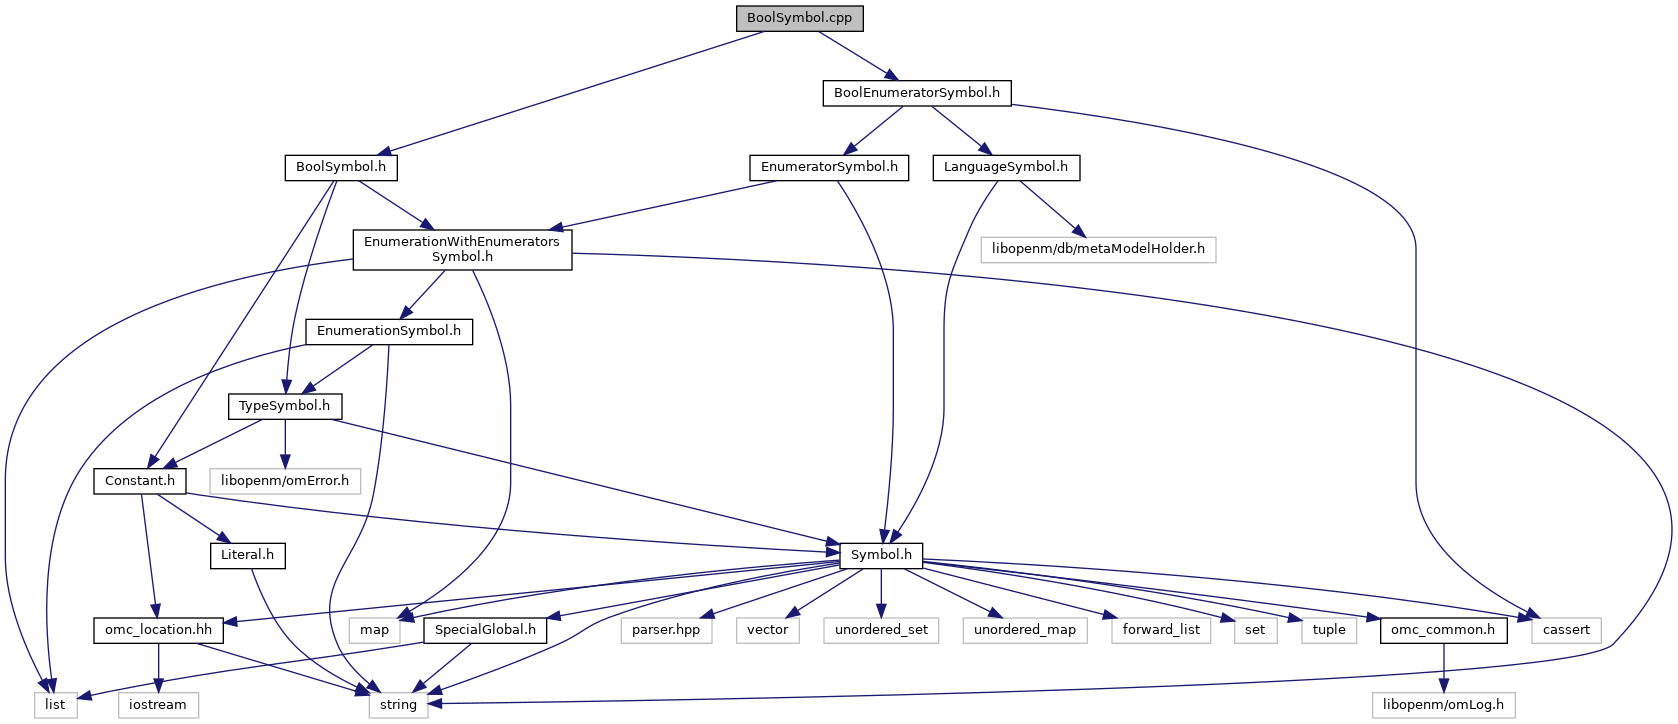 BoolSymbol.cpp
BoolEnumeratorSymbol.h
BoolSymbol.h
EnumeratorSymbol.h
LanguageSymbol.h
EnumerationWithEnumerators
Symbol.h
libopenm/db/metaModelHolder.h
EnumerationSymbol.h
TypeSymbol.h
Constant.h
libopenm/omError.h
Literal.h
Symbol.h
omc_location.hh
map
SpecialGlobal.h
parser.hpp
vector
unordered_set
unordered_map
forward_list
set
tuple
omc_common.h
cassert
list
iostream
string
libopenm/omLog.h